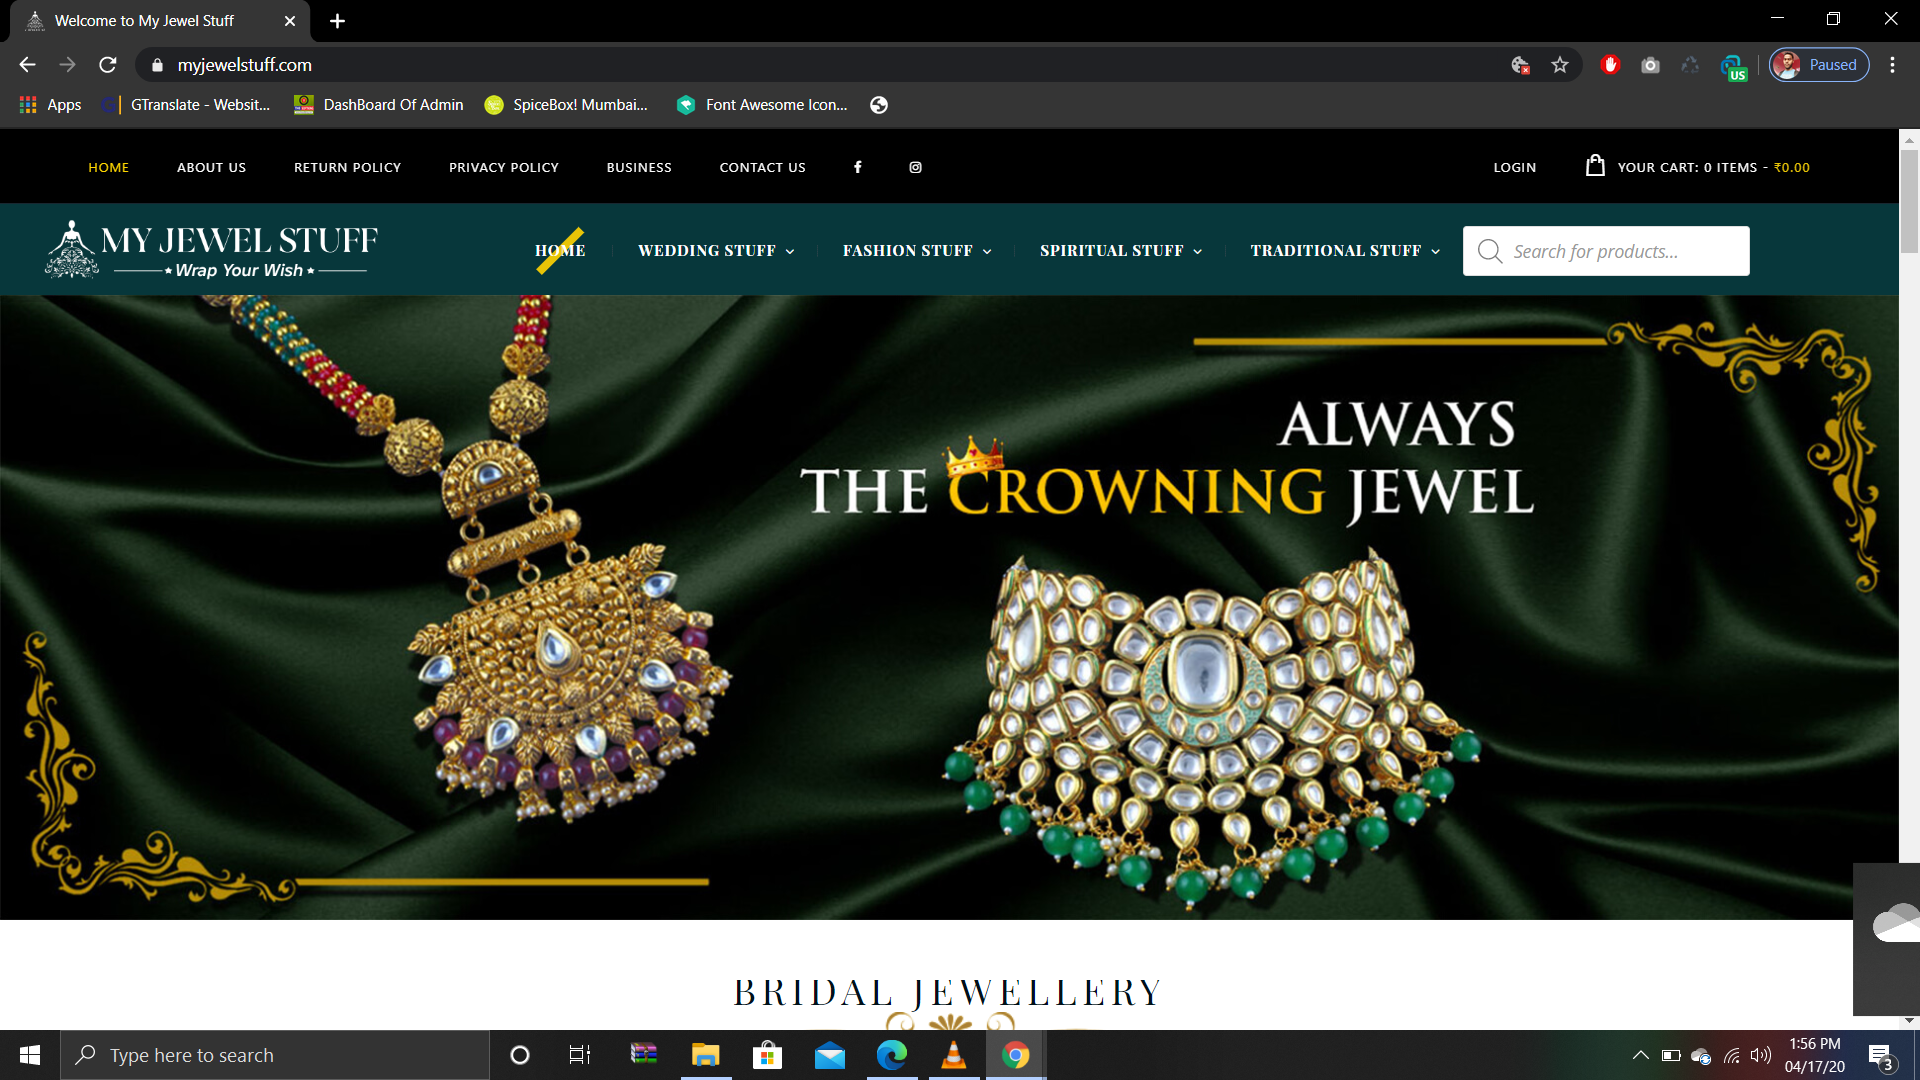 Welcome to My Jewel Stuff
myjewelstuff.com
US
Paused
Apps
GTranslate - Websit...
DashBoard Of Admin
SpiceBox! Mumbai...
Font Awesome Icon...
HOME
ABOUT US
RETURN POLICY
PRIVACY POLICY
BUSINESS
CONTACT US
LOGIN
YOUR CART: 0 ITEMS - ₹0.00
MY JEWEL STUFF
Wrap Your Wish
HOME
WEDDING STUFF
FASHION STUFF
SPIRITUAL STUFF
TRADITIONAL STUFF
Search for products...
ALWAYS
THE CROWNING JEWEL
BRIDAL JEWELLERY
Type here to search
1:56 PM
04/17/20
3